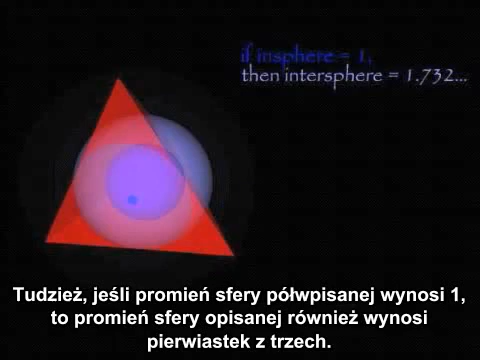 if insphere = 1,
then intersphere = 1.732...
Tudzież, jeśli promień sfery półwpisanej wynosi 1,
to promień sfery opisanej również wynosi
pierwiastek z trzech.